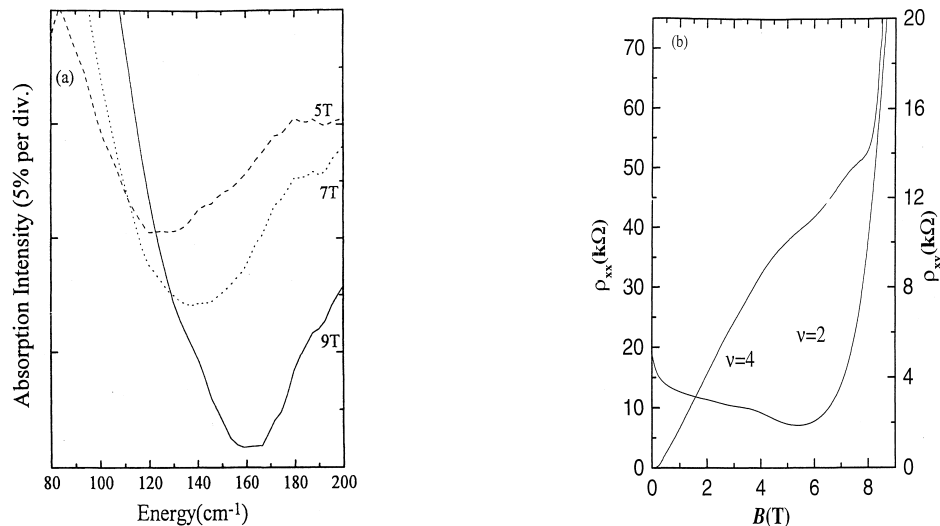 (a)
5T
7T
9T
Absorption Intensity (5% per div.)
80 100 120 140 160 180 200
Energy(cm⁻¹)
(b)
ν=4
ν=2
70
60
50
40
30
20
10
0
ρxx(kΩ)
20
16
12
8
4
0
ρxy(kΩ)
0 2 4 6 8
B(T)